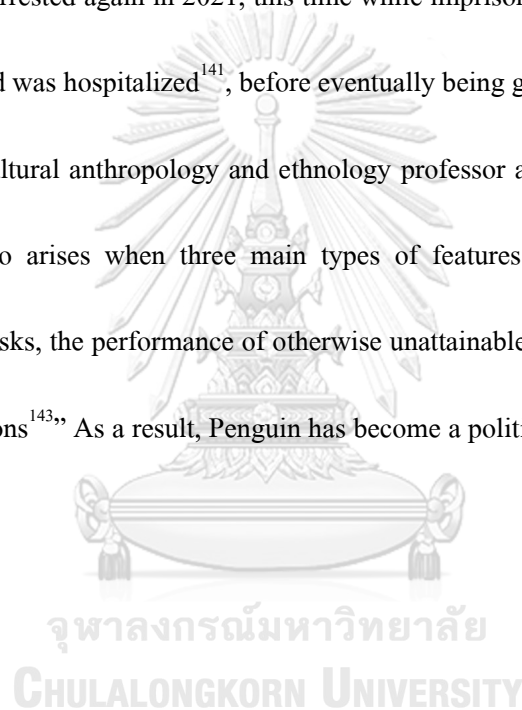 rrested again in 2021, this time while imprison
d was hospitalized141, before eventually being g
ltural anthropology and ethnology professor a
o arises when three main types of features
sks, the performance of otherwise unattainable
ons143” As a result, Penguin has become a polit
จุฬาลงกรณ์มหาวิทยาลัย
CHULALONGKORN UNIVERSITY